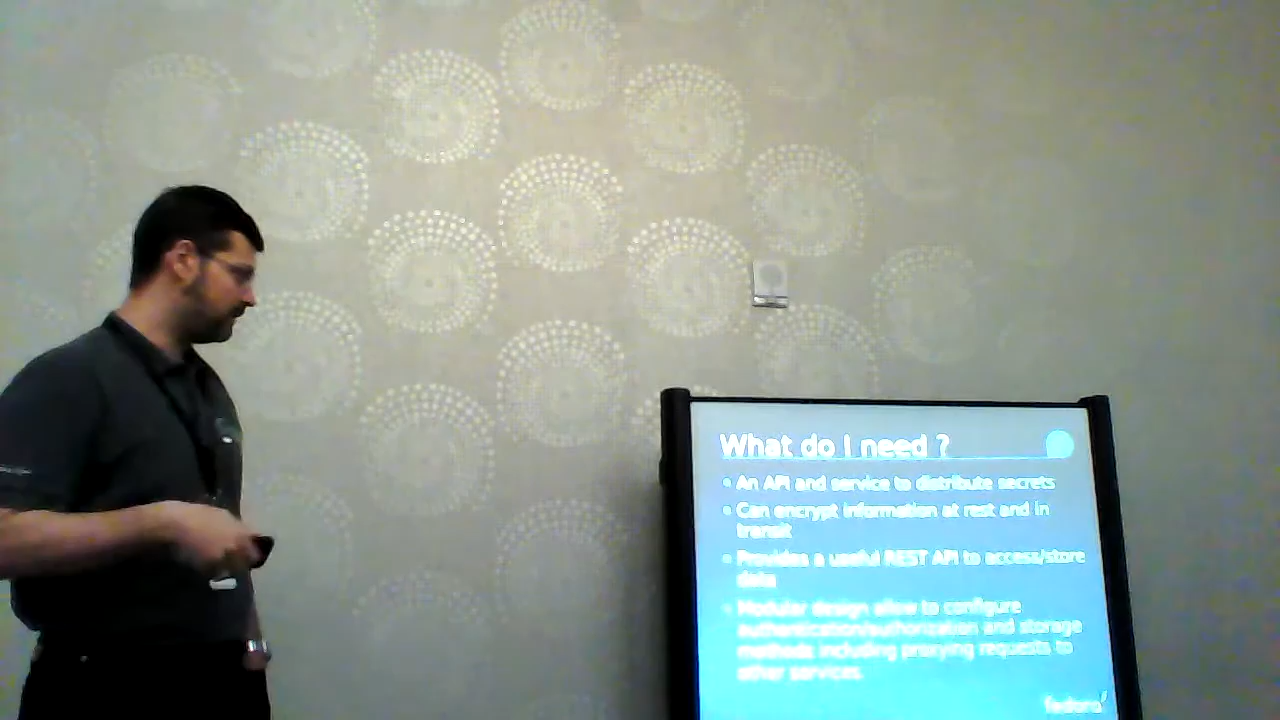 What do I need ?
An API and service to distribute secrets
Can encrypt information at rest and in
transit
Provides a useful REST API to access/store
data
Modular design allow to configure
authentication/authorization and storage
methods including proxying requests to
other services.
fedora